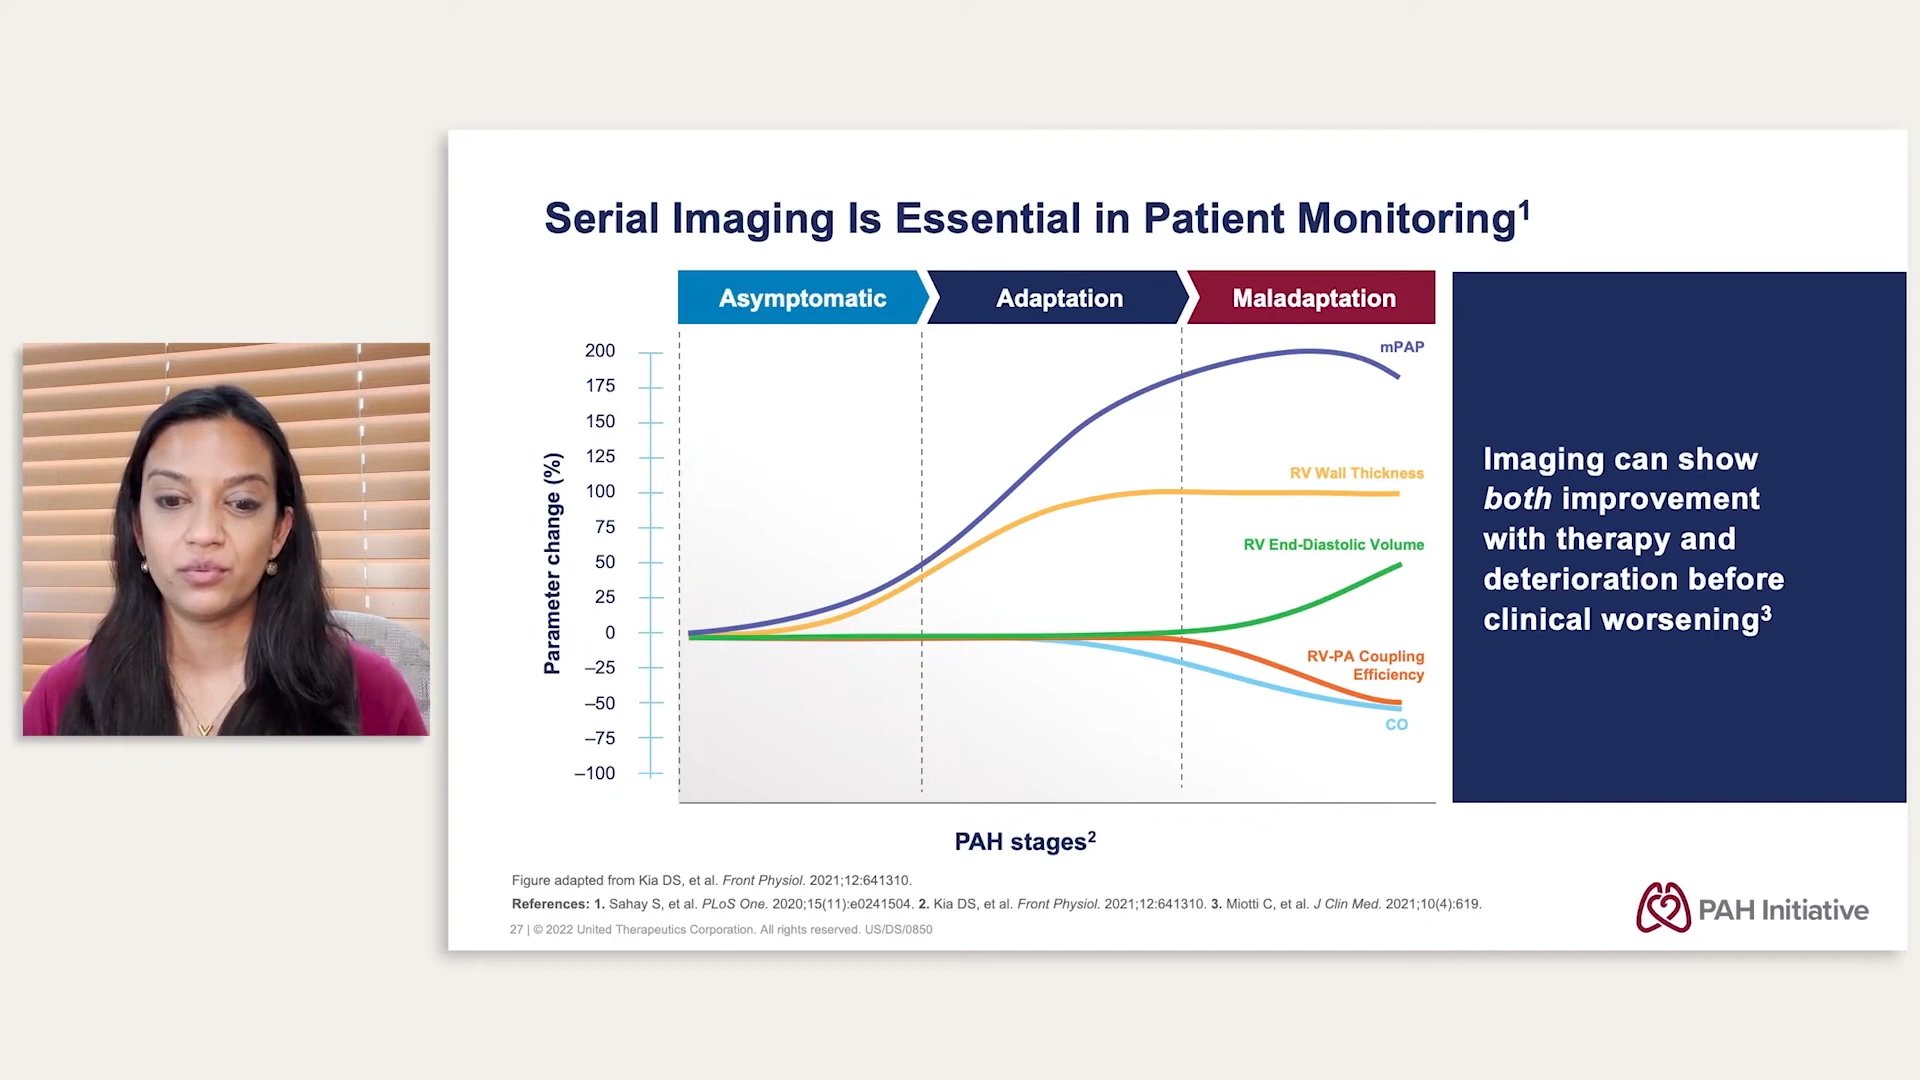 Serial Imaging Is Essential in Patient Monitoring¹
Asymptomatic
Adaptation
Maladaptation
Parameter change (%)
200
175
150
125
100
75
50
25
0
–25
–50
–75
–100
mPAP
RV Wall Thickness
RV End-Diastolic Volume
RV-PA Coupling
Efficiency
CO
PAH stages²
Imaging can show
both improvement
with therapy and
deterioration before
clinical worsening³
Figure adapted from Kia DS, et al. Front Physiol. 2021;12:641310.
References: 1. Sahay S, et al. PLoS One. 2020;15(11):e0241504. 2. Kia DS, et al. Front Physiol. 2021;12:641310. 3. Miotti C, et al. J Clin Med. 2021;10(4):619.
27 | © 2022 United Therapeutics Corporation. All rights reserved. US/DS/0850
PAH Initiative